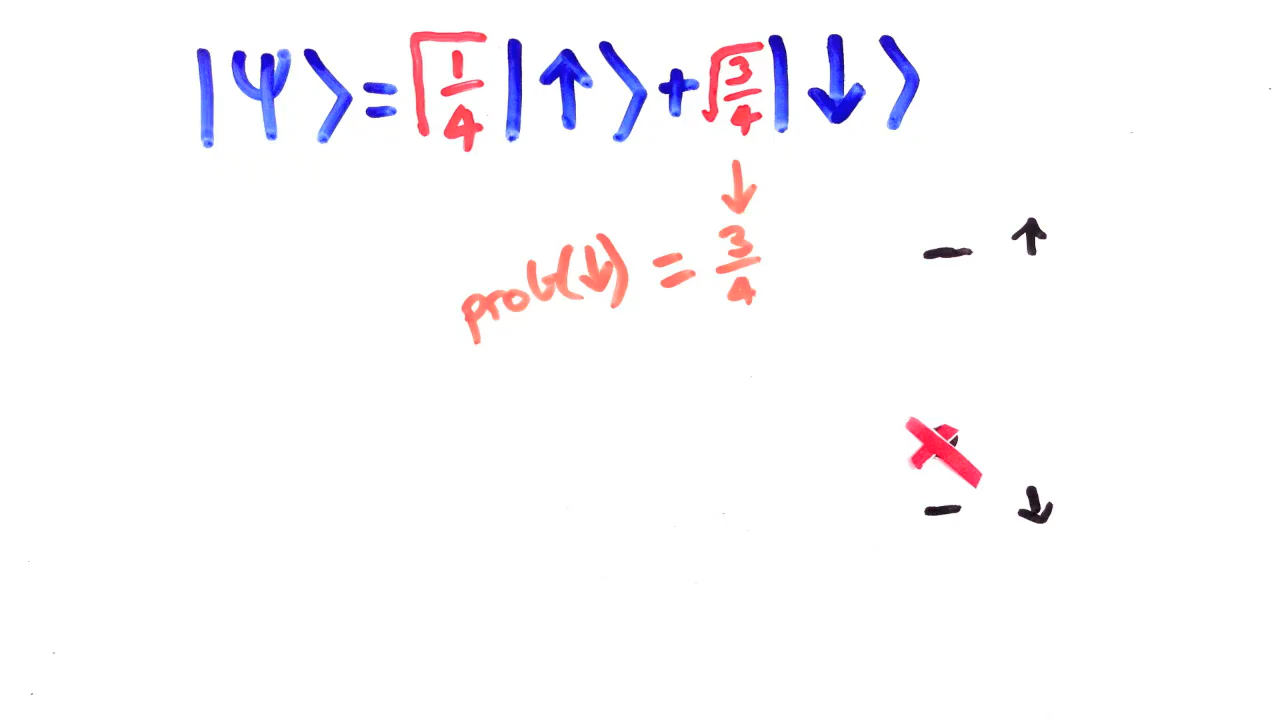 |Ψ⟩=√1/4|↑⟩+√3/4|↓⟩
↓
prob(↓) = 3/4
– ↑
– ↓